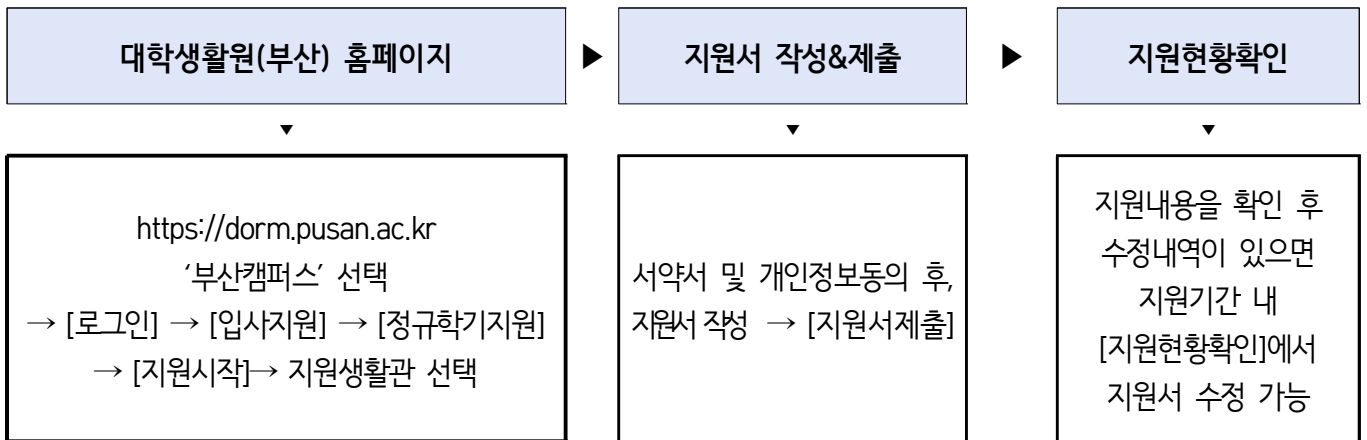 대학생활원(부산) 홈페이지 ▶ 지원서 작성&제출 ▶ 지원현황확인
▼ ▼ ▼
https://dorm.pusan.ac.kr
‘부산캠퍼스’ 선택
→ [로그인] → [입사지원] → [정규학기지원]
→ [지원시작]→ 지원생활관 선택
서약서 및 개인정보동의 후,
지원서 작성 → [지원서제출]
지원내용을 확인 후
수정내역이 있으면
지원기간 내
[지원현황확인]에서
지원서 수정 가능